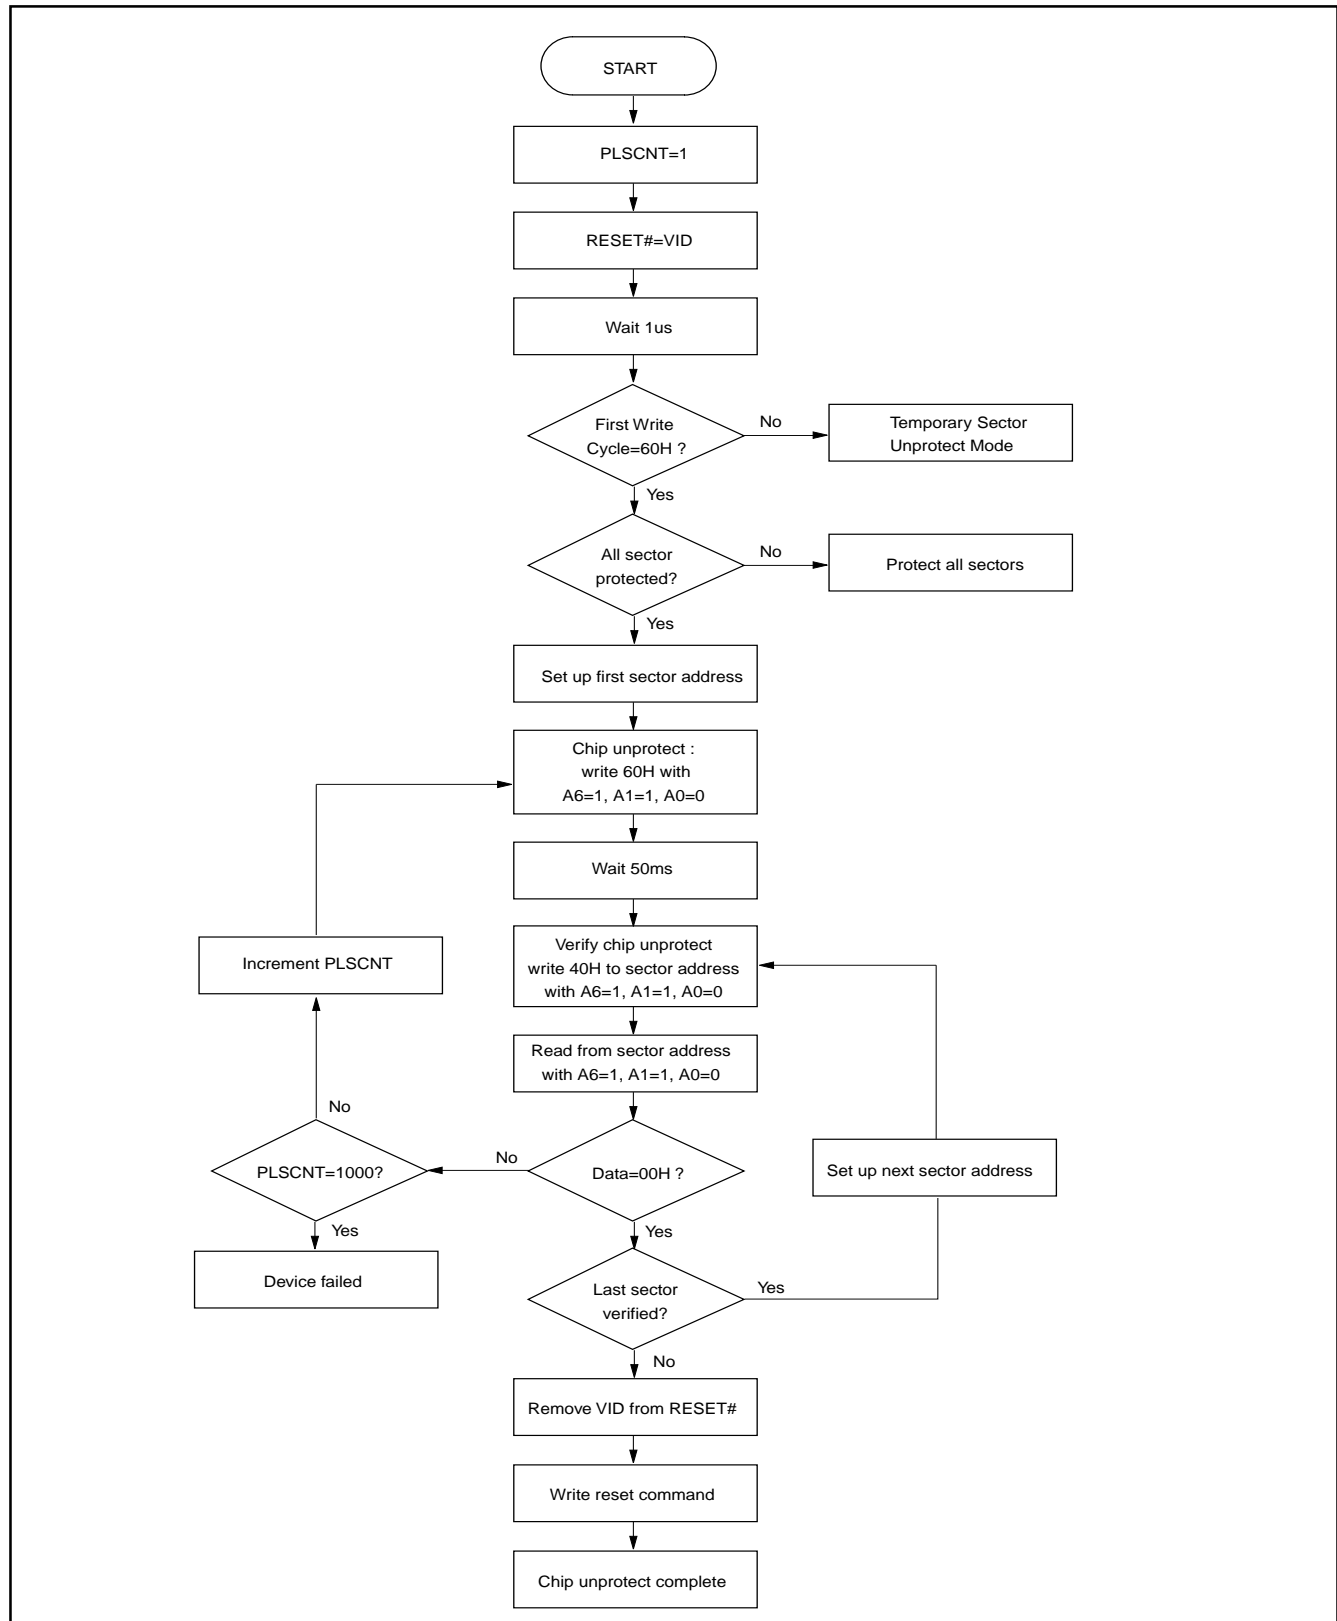 START
PLSCNT=1
RESET#=VID
Wait 1us
First Write
Cycle=60H ?
No
Temporary Sector
Unprotect Mode
Yes
All sector
protected?
No
Protect all sectors
Yes
Set up first sector address
Chip unprotect :
write 60H with
A6=1, A1=1, A0=0
Wait 50ms
Increment PLSCNT
Verify chip unprotect
write 40H to sector address
with A6=1, A1=1, A0=0
Read from sector address
with A6=1, A1=1, A0=0
No
PLSCNT=1000?
No
Data=00H ?
Set up next sector address
Yes
Yes
Device failed
Last sector
verified?
Yes
No
Remove VID from RESET#
Write reset command
Chip unprotect complete